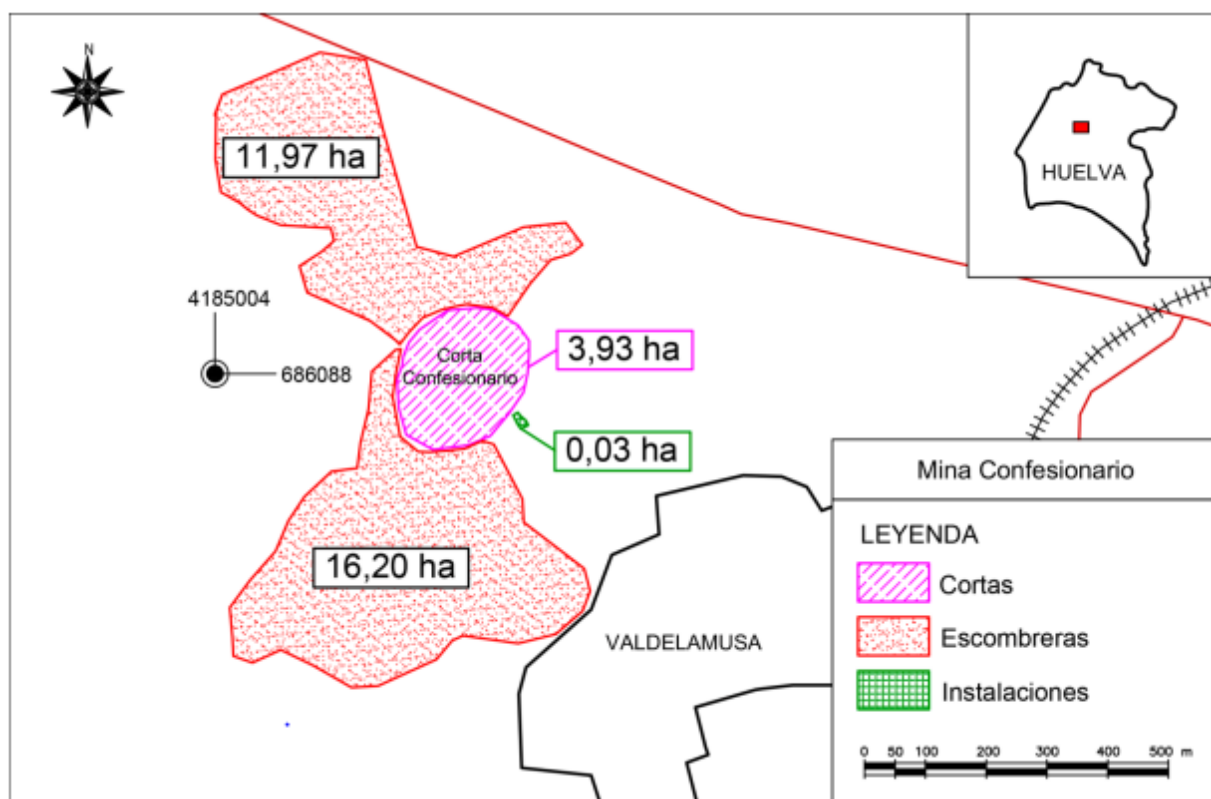 N
11,97 ha
HUELVA
4185004
686088
Corta
Confesionario
3,93 ha
0,03 ha
16,20 ha
VALDELAMUSA
Mina Confesionario
LEYENDA
Cortas
Escombreras
Instalaciones
0 50 100 200 300 400 500 m